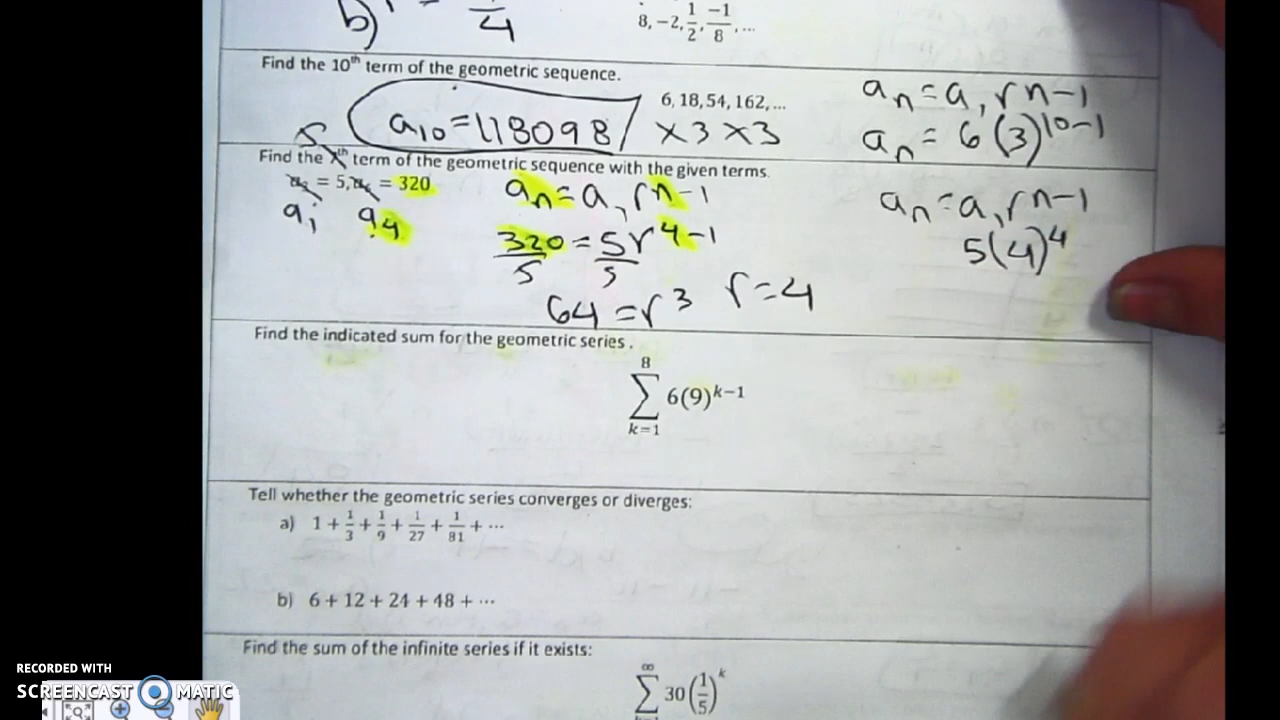 b) r = 1/4
8, −2, 1/2, −1/8, ...
Find the 10th term of the geometric sequence.
6, 18, 54, 162, ...
×3 ×3
a10 = 118098
an = a1 r n−1
an = 6(3)10−1
5
Find the th term of the geometric sequence with the given terms.
= 5, = 320
a1 a4
an = a1 r n−1
320/5 = 5r4−1/5
64 = r3 r = 4
an = a1 r n−1
5(4)4
Find the indicated sum for the geometric series .
8
∑ 6(9)k−1
k=1
Tell whether the geometric series converges or diverges:
a) 1 + 1/3 + 1/9 + 1/27 + 1/81 + ⋯
b) 6 + 12 + 24 + 48 + ⋯
Find the sum of the infinite series if it exists:
∞
∑ 30(1/5)k
RECORDED WITH
SCREENCAST MATIC